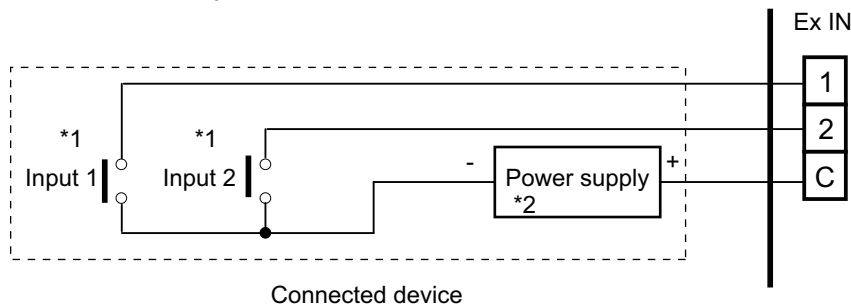 Ex IN
1
*1
*1
2
Input 1
Input 2
-
Power supply
+
C
*2
Connected device